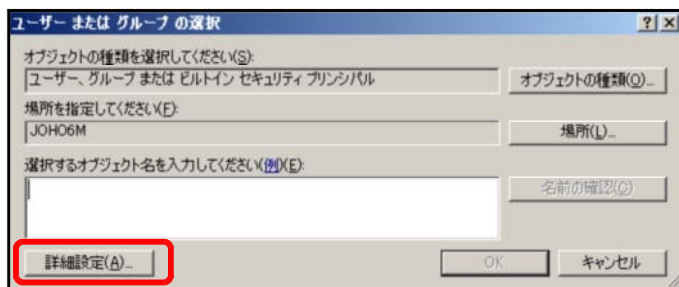 ユーザー または グループ の選択
オブジェクトの種類を選択してください(S):
ユーザー、グループ または ビルトイン セキュリティ プリンシパル
オブジェクトの種類(O)...
場所を指定してください(F):
JOHO6M
場所(L)...
選択するオブジェクト名を入力してください(例)(E):
名前の確認(C)
詳細設定(A)...
OK
キャンセル